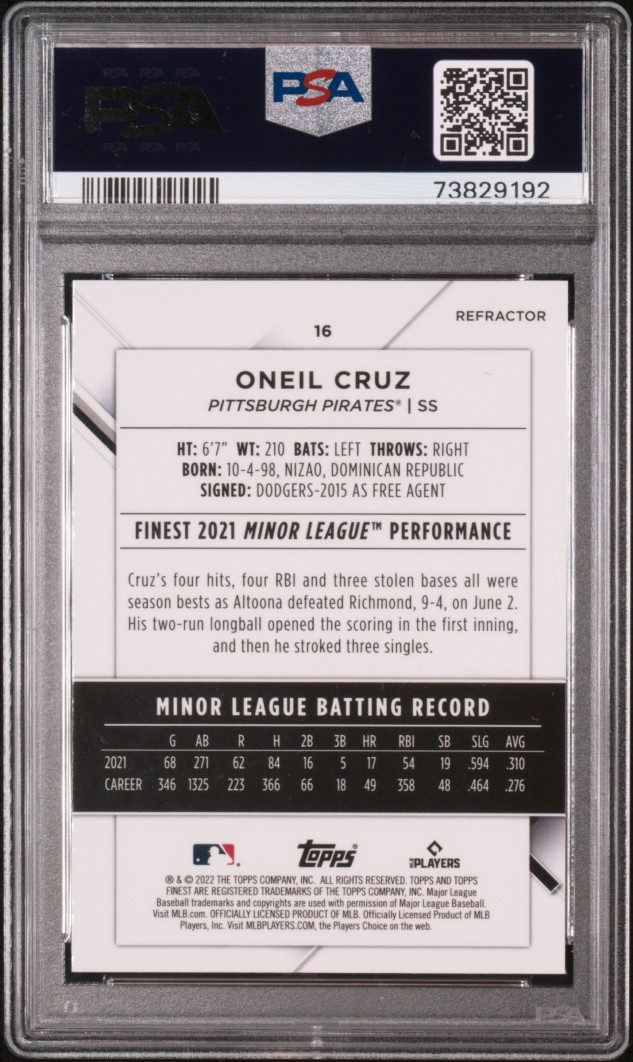 PSA PSA PSA
PSA
PSA PSA PSA
PSA
73829192
REFRACTOR
16
ONEIL CRUZ
PITTSBURGH PIRATES® | SS
HT: 6'7" WT: 210 BATS: LEFT THROWS: RIGHT
BORN: 10-4-98, NIZAO, DOMINICAN REPUBLIC
SIGNED: DODGERS-2015 AS FREE AGENT
FINEST 2021 MINOR LEAGUE™ PERFORMANCE
Cruz's four hits, four RBI and three stolen bases all were
season bests as Altoona defeated Richmond, 9-4, on June 2.
His two-run longball opened the scoring in the first inning,
and then he stroked three singles.
MINOR LEAGUE BATTING RECORD
G AB R H 2B 3B HR RBI SB SLG AVG
2021 68 271 62 84 16 5 17 54 19 .594 .310
CAREER 346 1325 223 366 66 18 49 358 48 .464 .276
Topps® MLB PLAYERS
® & © 2022 THE TOPPS COMPANY, INC. ALL RIGHTS RESERVED. TOPPS AND TOPPS
FINEST ARE REGISTERED TRADEMARKS OF THE TOPPS COMPANY, INC. Major League
Baseball trademarks and copyrights are used with permission of Major League Baseball.
Visit MLB.com. OFFICIALLY LICENSED PRODUCT OF MLB. Officially Licensed Product of MLB
Players, Inc. Visit MLBPLAYERS.COM, the Players Choice on the web.
PSA